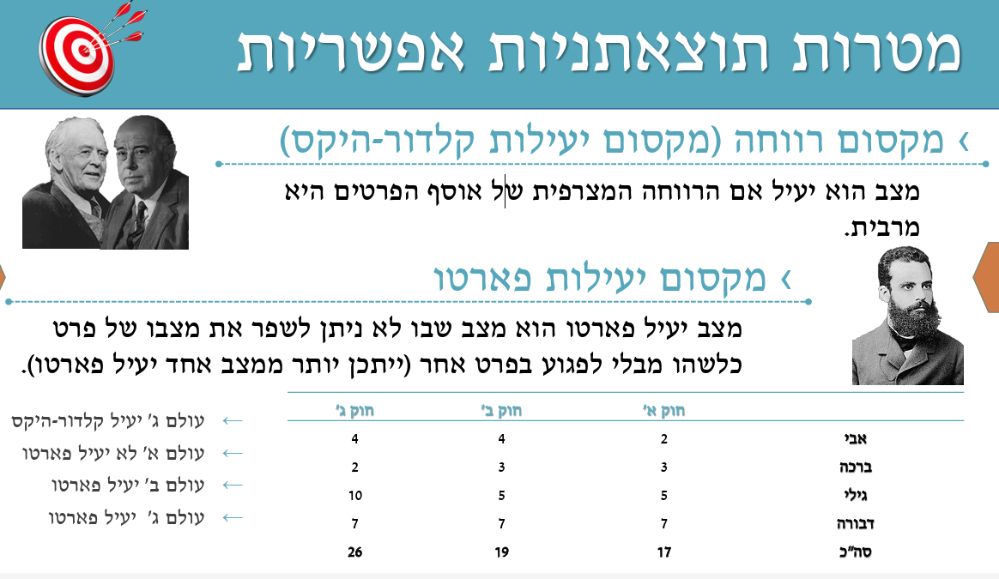 מטרות תוצאתניות אפשריות
› מקסום רווחה (מקסום יעילות קלדור-היקס)
מצב הוא יעיל אם הרווחה המצרפית של אוסף הפרטים היא
מרבית.
› מקסום יעילות פארטו
מצב יעיל פארטו הוא מצב שבו לא ניתן לשפר את מצבו של פרט
כלשהו מבלי לפגוע בפרט אחר (ייתכן יותר ממצב אחד יעיל פארטו).
חוק א' חוק ב' חוק ג'
אבי 2 4 4
ברכה 3 3 2
גילי 5 5 10
דבורה 7 7 7
סה"כ 17 19 26
← עולם ג' יעיל קלדור-היקס
← עולם א' לא יעיל פארטו
← עולם ב' יעיל פארטו
← עולם ג' יעיל פארטו